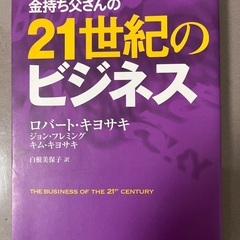 金持ち父さんの
21世紀の
ビジネス
ロバート・キヨサキ
ジョン・フレミング
キム・キヨサキ
白根美保子 訳
THE BUSINESS OF THE 21ST CENTURY